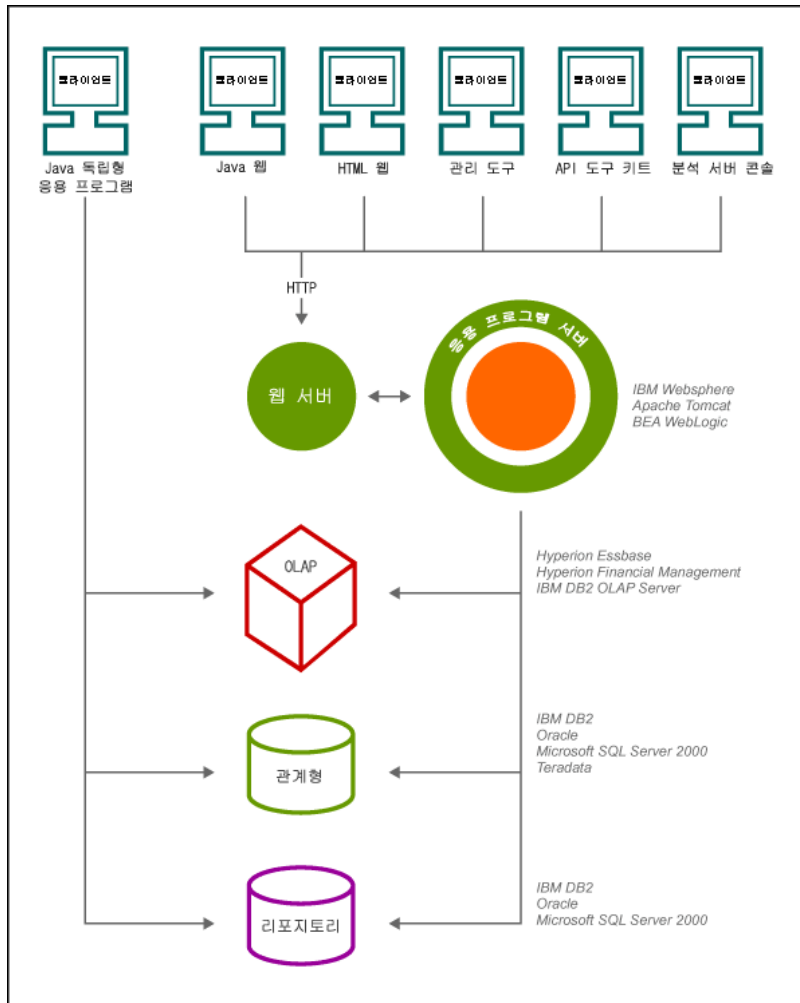 클라이언트
클라이언트
클라이언트
클라이언트
클라이언트
클라이언트
Java 독립형
응용 프로그램
Java 웹
HTML 웹
관리 도구
API 도구 키트
분석 서버 콘솔
HTTP
웹 서버
응용 프로그램 서버
IBM Websphere
Apache Tomcat
BEA WebLogic
OLAP
Hyperion Essbase
Hyperion Financial Management
IBM DB2 OLAP Server
관계형
IBM DB2
Oracle
Microsoft SQL Server 2000
Teradata
리포지토리
IBM DB2
Oracle
Microsoft SQL Server 2000